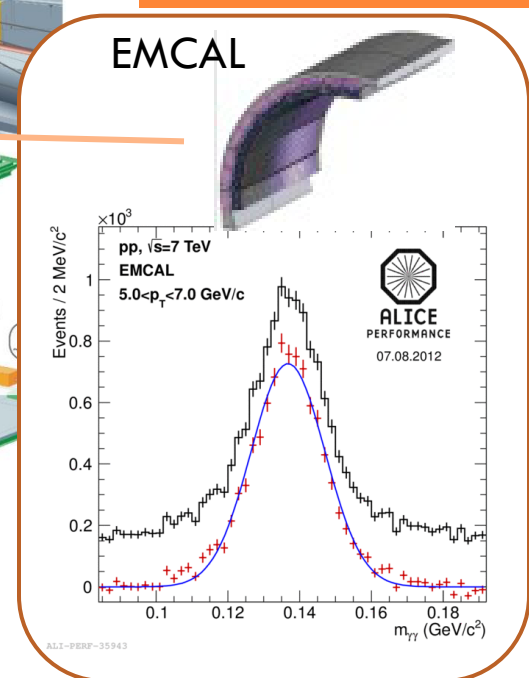 EMCAL
×10³
pp, √s=7 TeV
EMCAL
5.0<p_T<7.0 GeV/c
ALICE
PERFORMANCE
07.08.2012
Events / 2 MeV/c²
1
0.8
0.6
0.4
0.2
0
0.1 0.12 0.14 0.16 0.18
m_γγ (GeV/c²)
ALI-PERF-35943